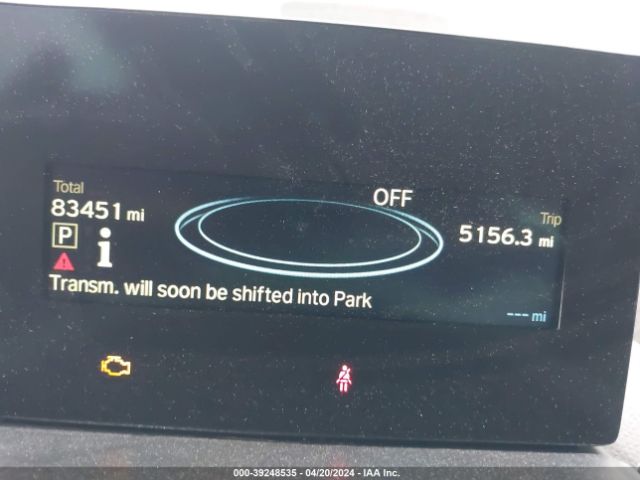 Total
OFF
83451 mi
Trip
5156.3 mi
P
i
Transm. will soon be shifted into Park
--- mi
000-39248535 - 04/20/2024 - IAA Inc.